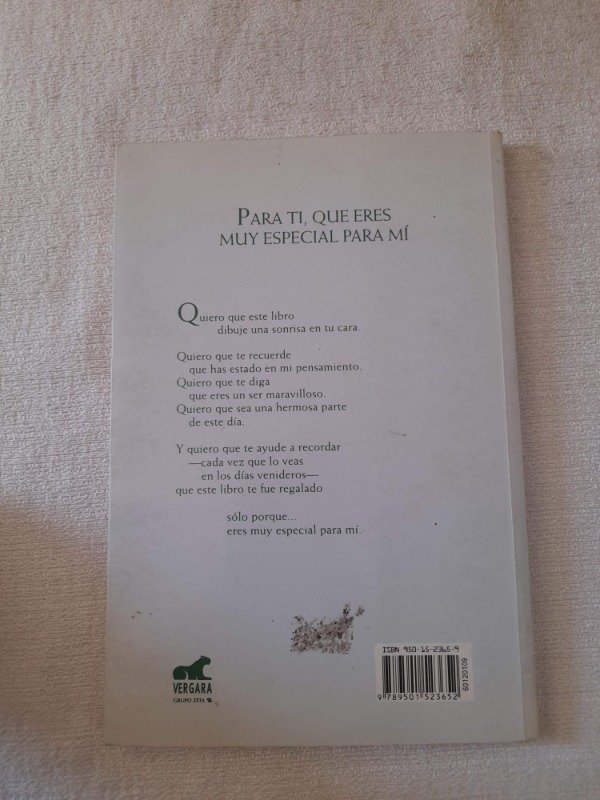 PARA TI, QUE ERES
MUY ESPECIAL PARA MÍ
Quiero que este libro
dibuje una sonrisa en tu cara.
Quiero que te recuerde
que has estado en mi pensamiento.
Quiero que te diga
que eres un ser maravilloso.
Quiero que sea una hermosa parte
de este día.
Y quiero que te ayude a recordar
—cada vez que lo veas
en los días venideros—
que este libro te fue regalado
sólo porque...
eres muy especial para mí.
VERGARA
GRUPO ZETA
ISBN 950-15-2365-9
9 789501 523652
60120109